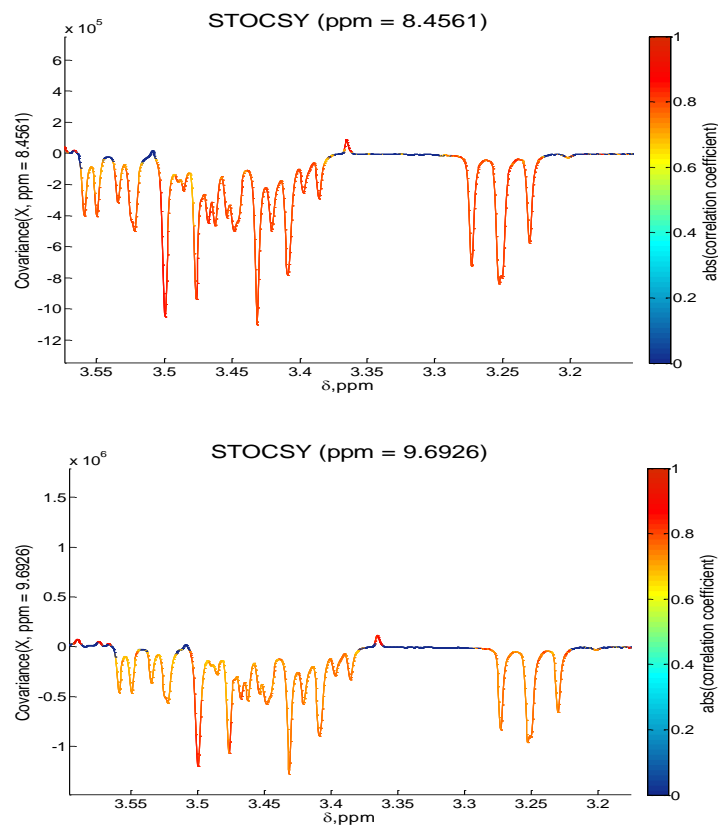 STOCSY (ppm = 8.4561)
x 10^5
6
4
2
0
-2
-4
-6
-8
-10
-12
Covariance(X, ppm = 8.4561)
3.55 3.5 3.45 3.4 3.35 3.3 3.25 3.2
δ,ppm
1
0.8
0.6
0.4
0.2
0
abs(correlation coefficient)
STOCSY (ppm = 9.6926)
x 10^6
1.5
1
0.5
0
-0.5
-1
Covariance(X, ppm = 9.6926)
3.55 3.5 3.45 3.4 3.35 3.3 3.25 3.2
δ,ppm
1
0.8
0.6
0.4
0.2
0
abs(correlation coefficient)